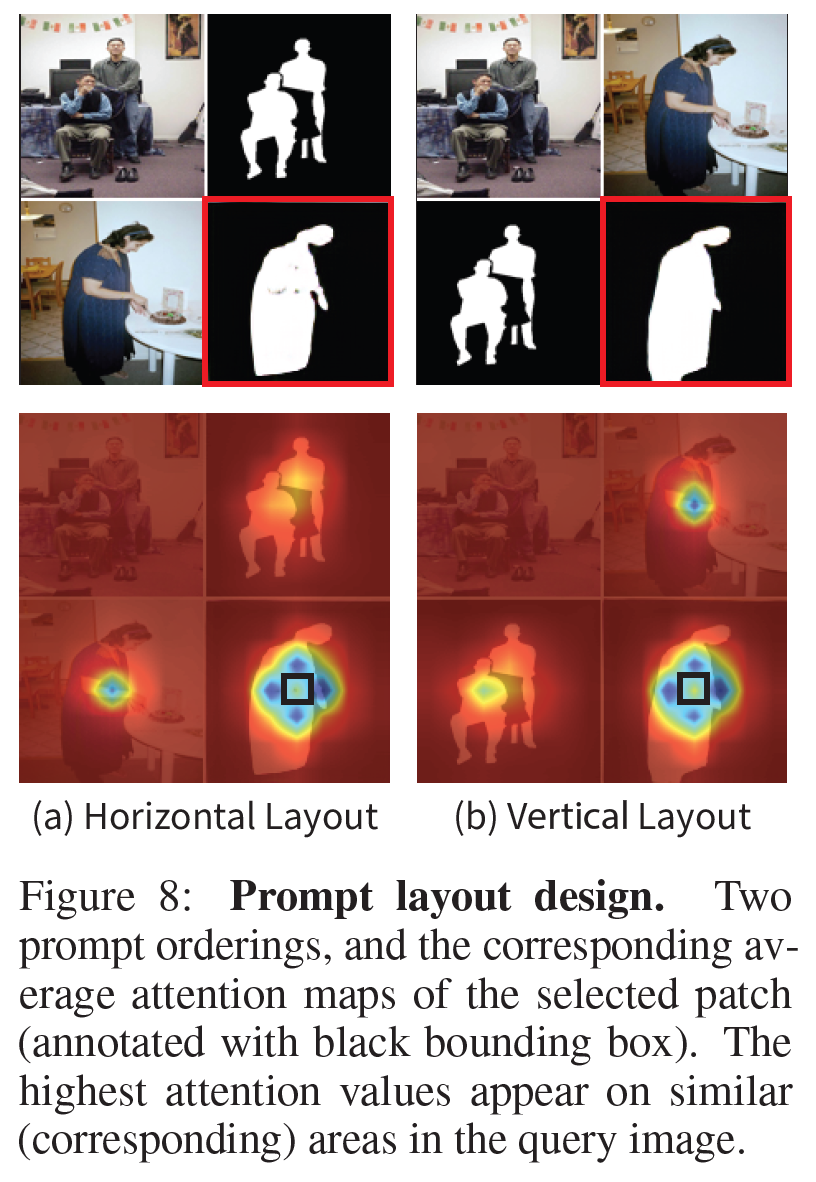 (a) Horizontal Layout
(b) Vertical Layout
Figure 8: Prompt layout design. Two
prompt orderings, and the corresponding av-
erage attention maps of the selected patch
(annotated with black bounding box). The
highest attention values appear on similar
(corresponding) areas in the query image.